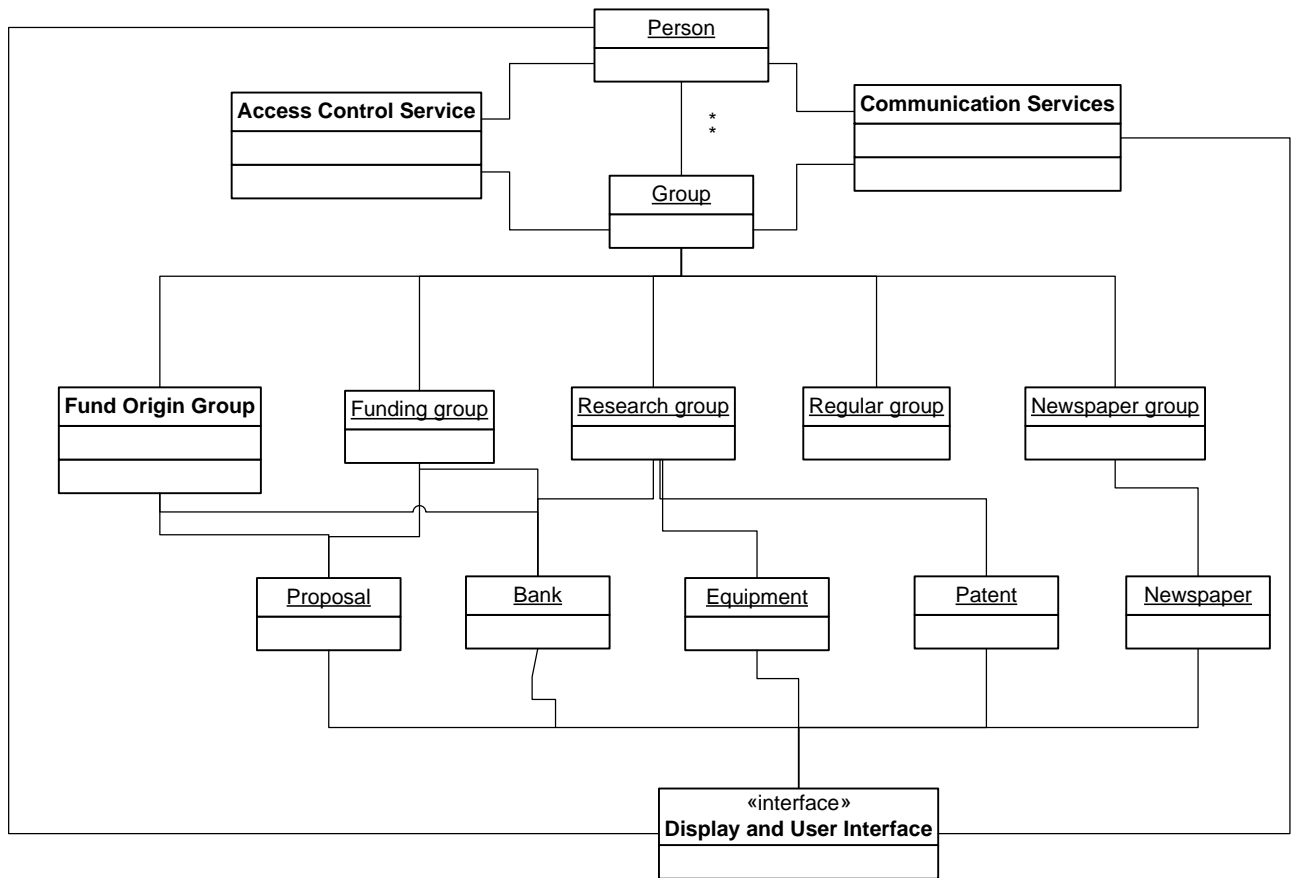 Person
Access Control Service
Communication Services
*
*
Group
Fund Origin Group
Funding group
Research group
Regular group
Newspaper group
Proposal
Bank
Equipment
Patent
Newspaper
«interface»
Display and User Interface